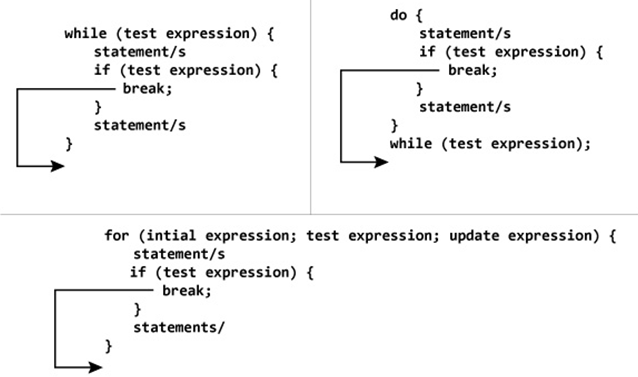 while (test expression) {
statement/s
if (test expression) {
break;
}
statement/s
}
do {
statement/s
if (test expression) {
break;
}
statement/s
}
while (test expression);
for (intial expression; test expression; update expression) {
statement/s
if (test expression) {
break;
}
statements/
}